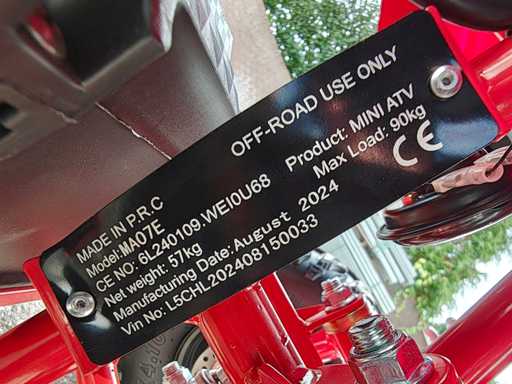 OFF-ROAD USE ONLY
MADE IN P.R.C
Model:MA07E Product: MINI ATV
CE NO: 6L240109.WEI0U68 Max Load: 90kg
Net weight: 57kg
Manufacturing Date:August 2024 CE
Vin No: L5CHL202408150033